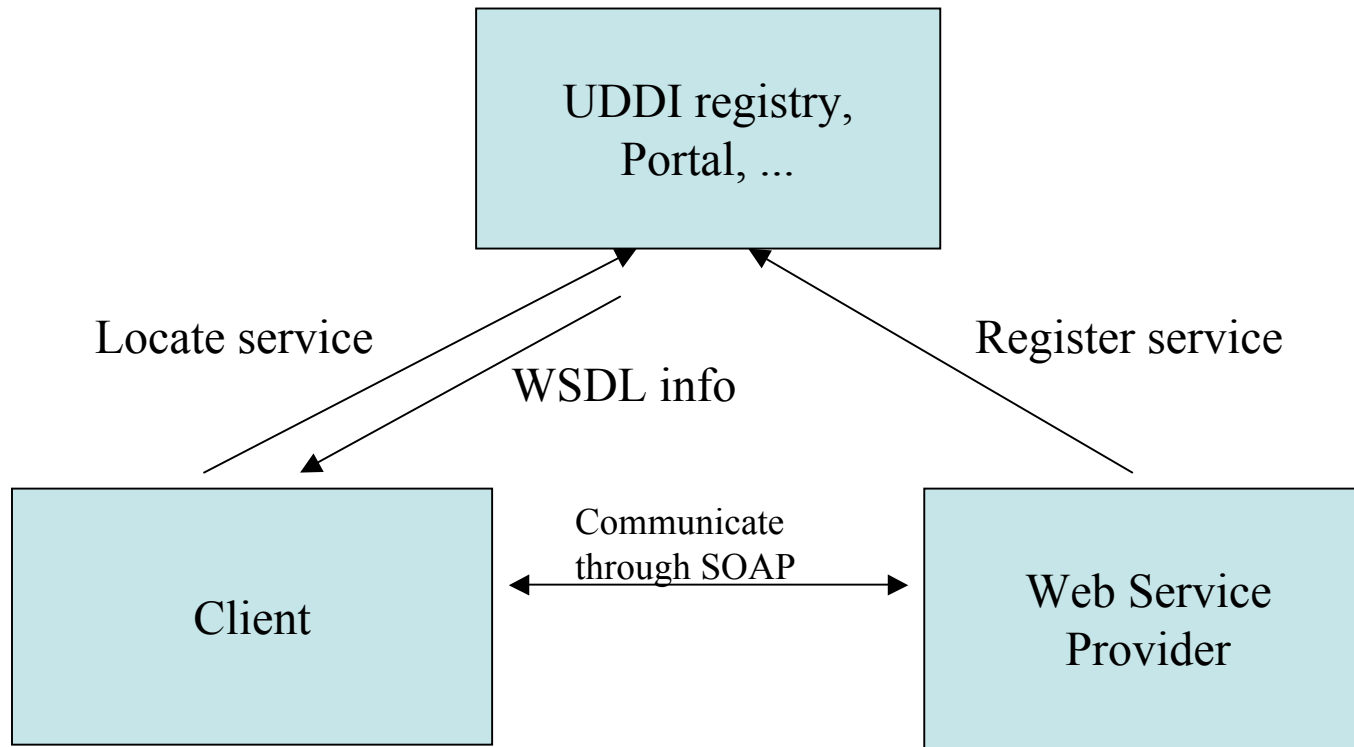 UDDI registry,
Portal, ...
Locate service
Register service
WSDL info
Communicate
through SOAP
Client
Web Service
Provider